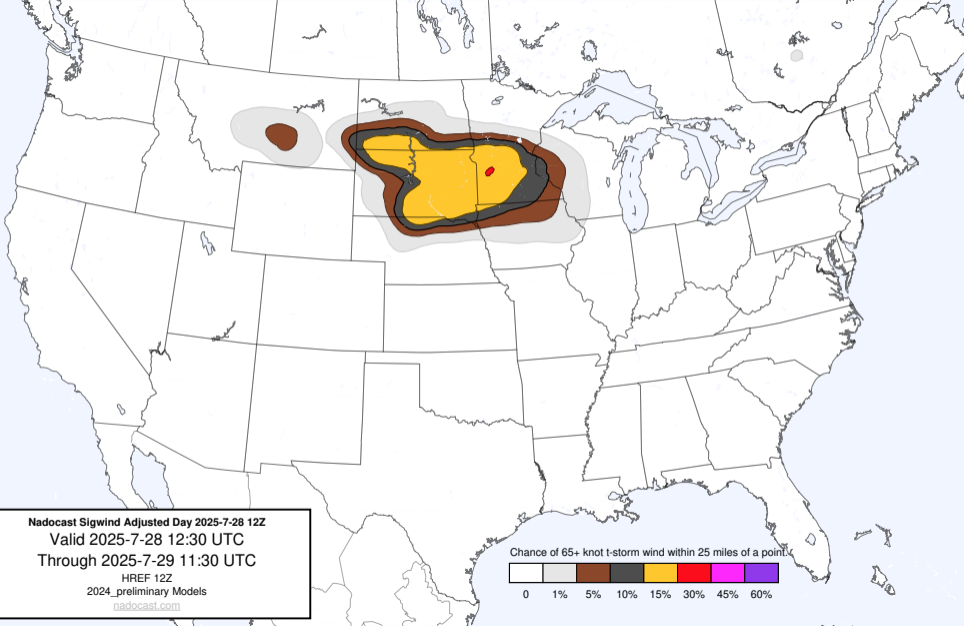 Nadocast Sigwind Adjusted Day 2025-7-28 12Z
Valid 2025-7-28 12:30 UTC
Through 2025-7-29 11:30 UTC
HREF 12Z
2024_preliminary Models
nadocast.com
Chance of 65+ knot t-storm wind within 25 miles of a point.
0 1% 5% 10% 15% 30% 45% 60%